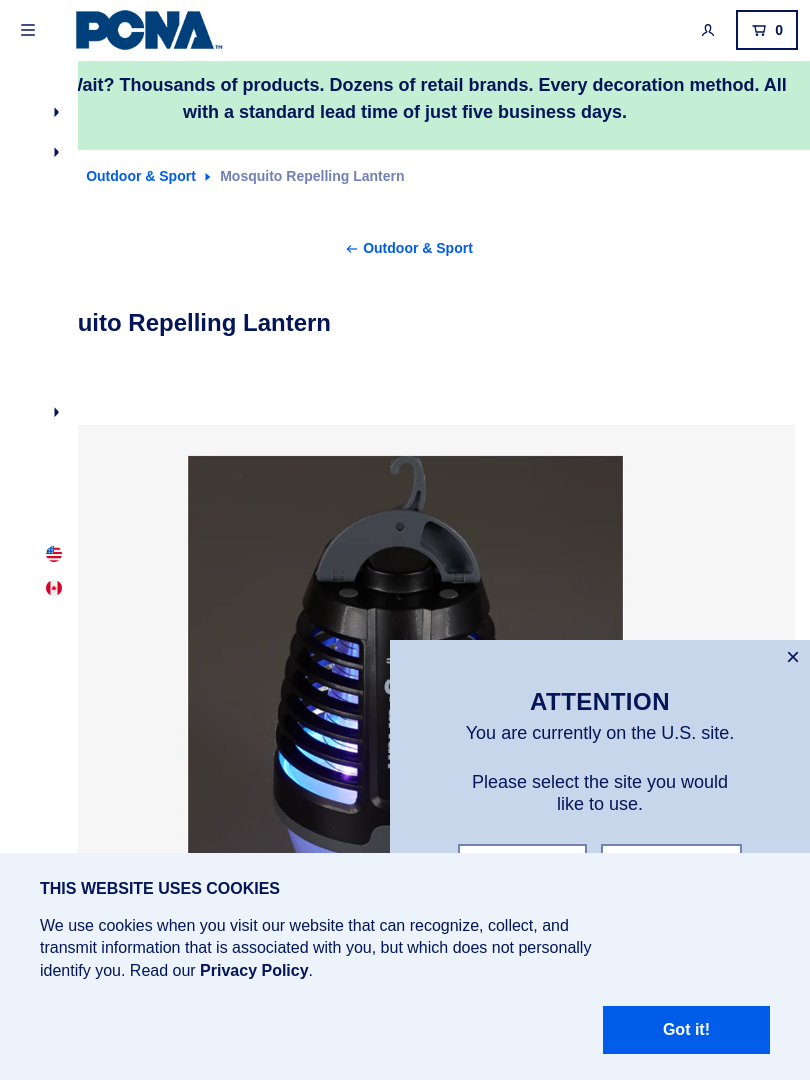 PCNA™
0
Wait? Thousands of products. Dozens of retail brands. Every decoration method. All
with a standard lead time of just five business days.
Outdoor & Sport
Mosquito Repelling Lantern
Outdoor & Sport
uito Repelling Lantern
ATTENTION
You are currently on the U.S. site.
Please select the site you would
like to use.
THIS WEBSITE USES COOKIES
We use cookies when you visit our website that can recognize, collect, and
transmit information that is associated with you, but which does not personally
identify you. Read our Privacy Policy.
Got it!